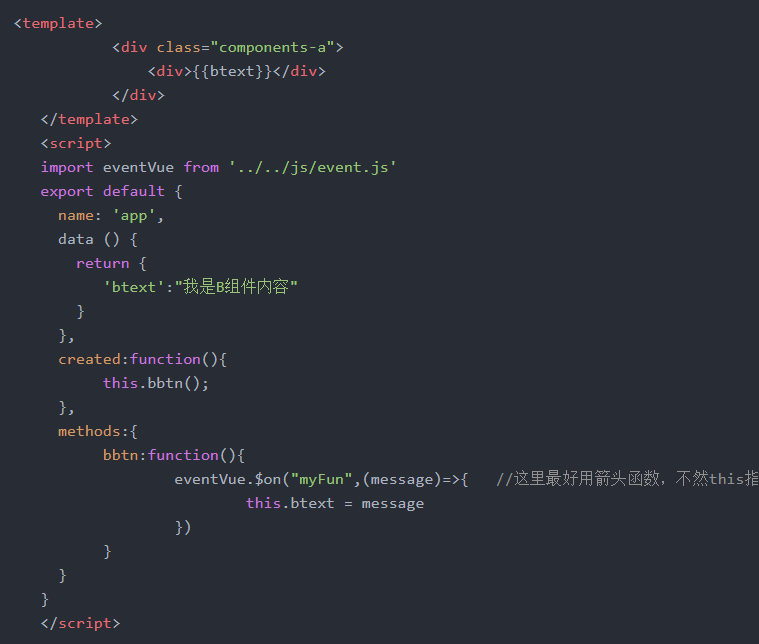 <template>
<div class="components-a">
<div>{{btext}}</div>
</div>
</template>
<script>
import eventVue from '../../js/event.js'
export default {
name: 'app',
data () {
return {
'btext':"我是B组件内容"
}
},
created:function(){
this.bbtn();
},
methods:{
bbtn:function(){
eventVue.$on("myFun",(message)=>{ //这里最好用箭头函数，不然this指
this.btext = message
})
}
}
}
</script>